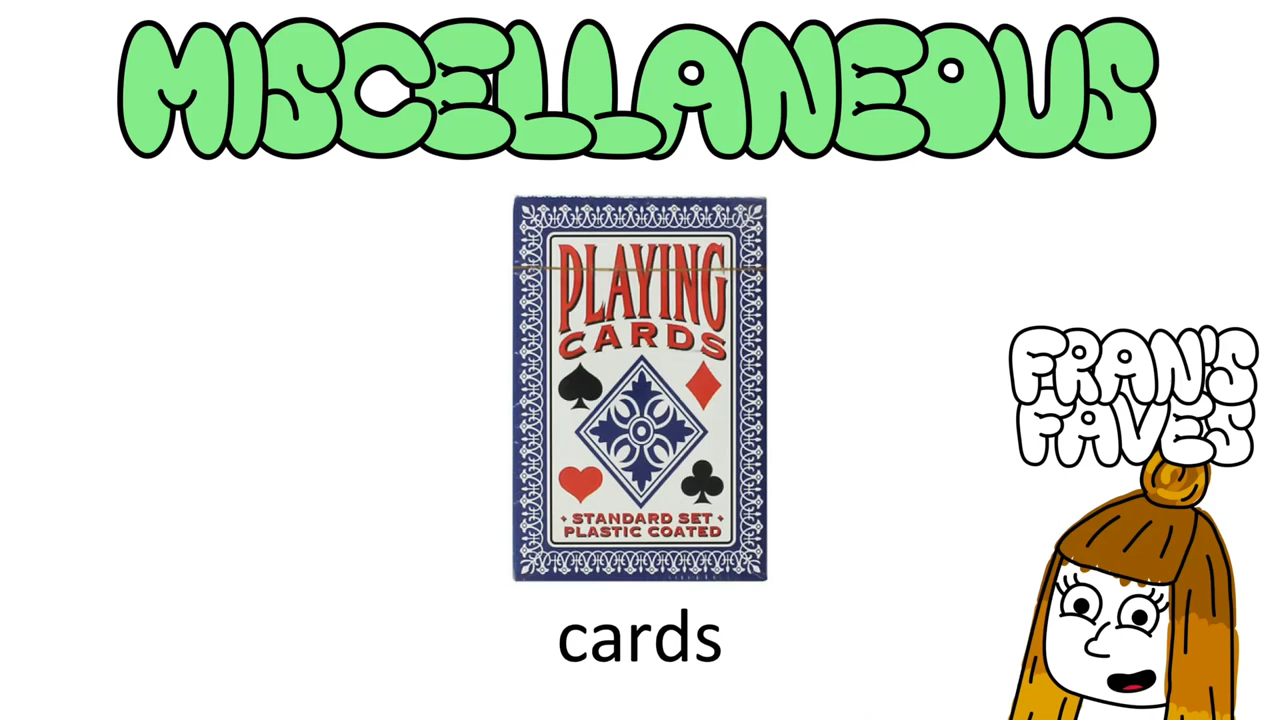 MISCELLANEOUS
PLAYING
CARDS
STANDARD SET
PLASTIC COATED
cards
FRAN'S
FAVES